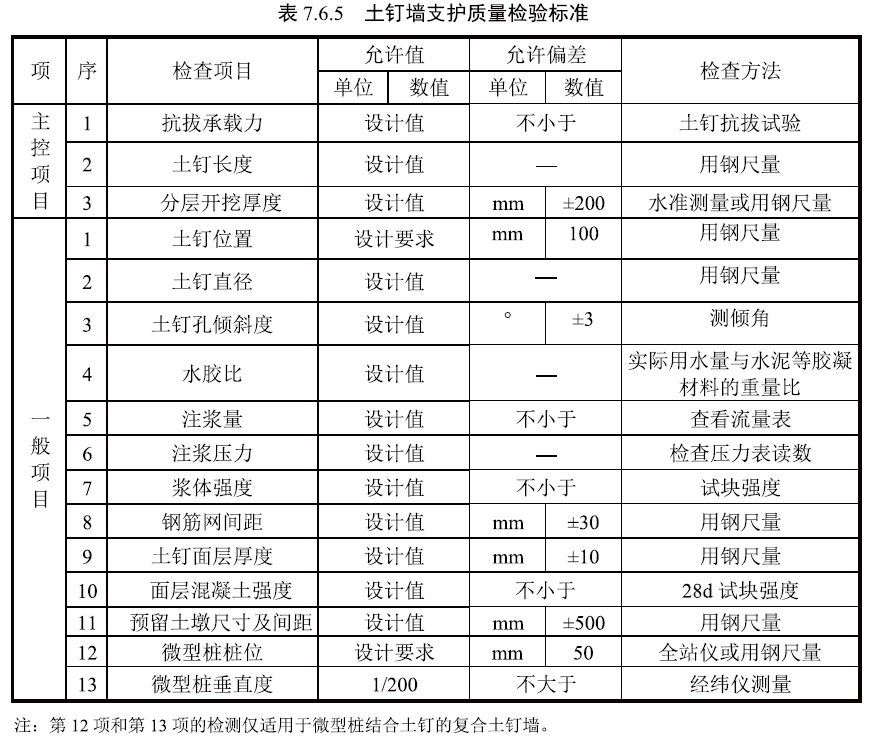 表 7.6.5 土钉墙支护质量检验标准
项 序 检查项目 允许值 允许偏差 检查方法
单位 数值 单位 数值
主控项目
1 抗拔承载力 设计值 不小于 土钉抗拔试验
2 土钉长度 设计值 — 用钢尺量
3 分层开挖厚度 设计值 mm ±200 水准测量或用钢尺量
一般项目
1 土钉位置 设计要求 mm 100 用钢尺量
2 土钉直径 设计值 — 用钢尺量
3 土钉孔倾斜度 设计值 ° ±3 测倾角
4 水胶比 设计值 — 实际用水量与水泥等胶凝
材料的重量比
5 注浆量 设计值 不小于 查看流量表
6 注浆压力 设计值 — 检查压力表读数
7 浆体强度 设计值 不小于 试块强度
8 钢筋网间距 设计值 mm ±30 用钢尺量
9 土钉面层厚度 设计值 mm ±10 用钢尺量
10 面层混凝土强度 设计值 不小于 28d 试块强度
11 预留土墩尺寸及间距 设计值 mm ±500 用钢尺量
12 微型桩桩位 设计要求 mm 50 全站仪或用钢尺量
13 微型桩垂直度 1/200 不大于 经纬仪测量
注：第 12 项和第 13 项的检测仅适用于微型桩结合土钉的复合土钉墙。